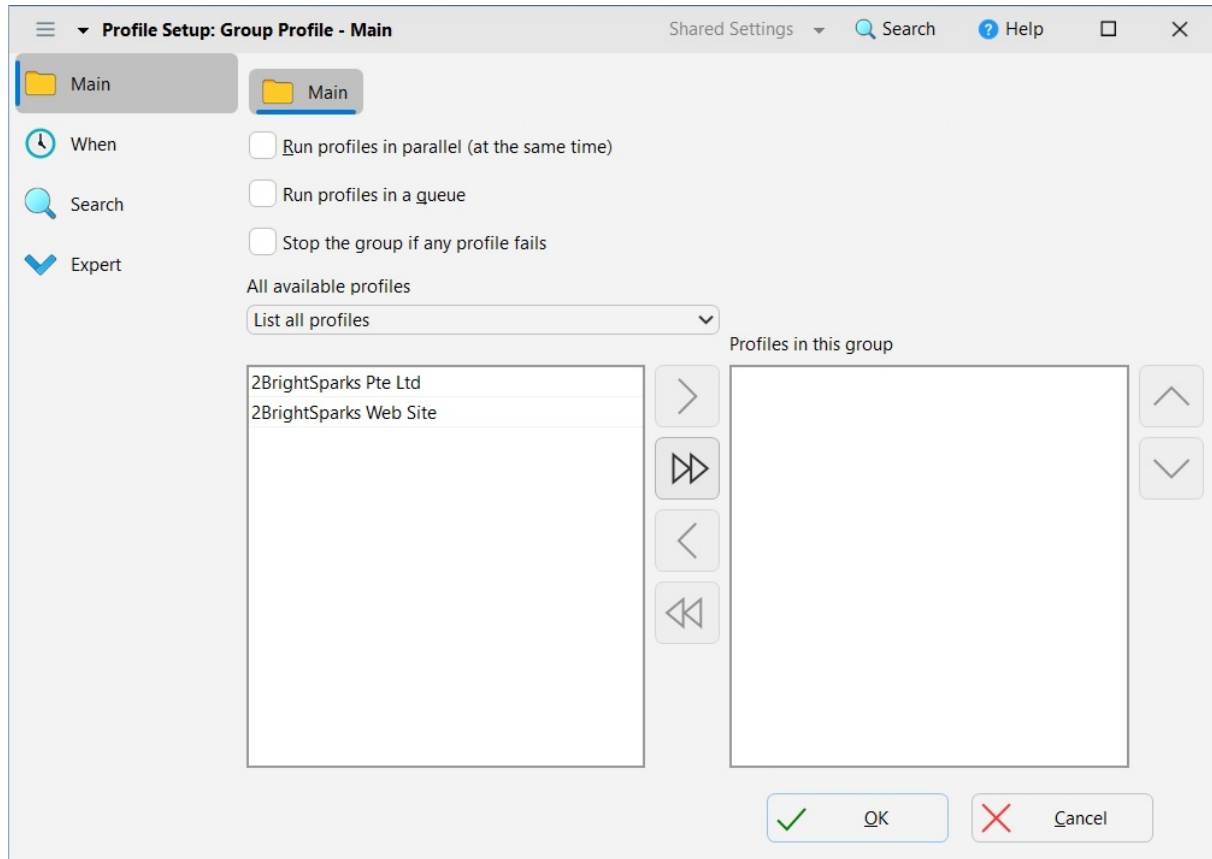 Profile Setup: Group Profile - Main
Shared Settings
Search
Help
Main
When
Search
Expert
Main
Run profiles in parallel (at the same time)
Run profiles in a queue
Stop the group if any profile fails
All available profiles
List all profiles
2BrightSparks Pte Ltd
2BrightSparks Web Site
Profiles in this group
OK
Cancel